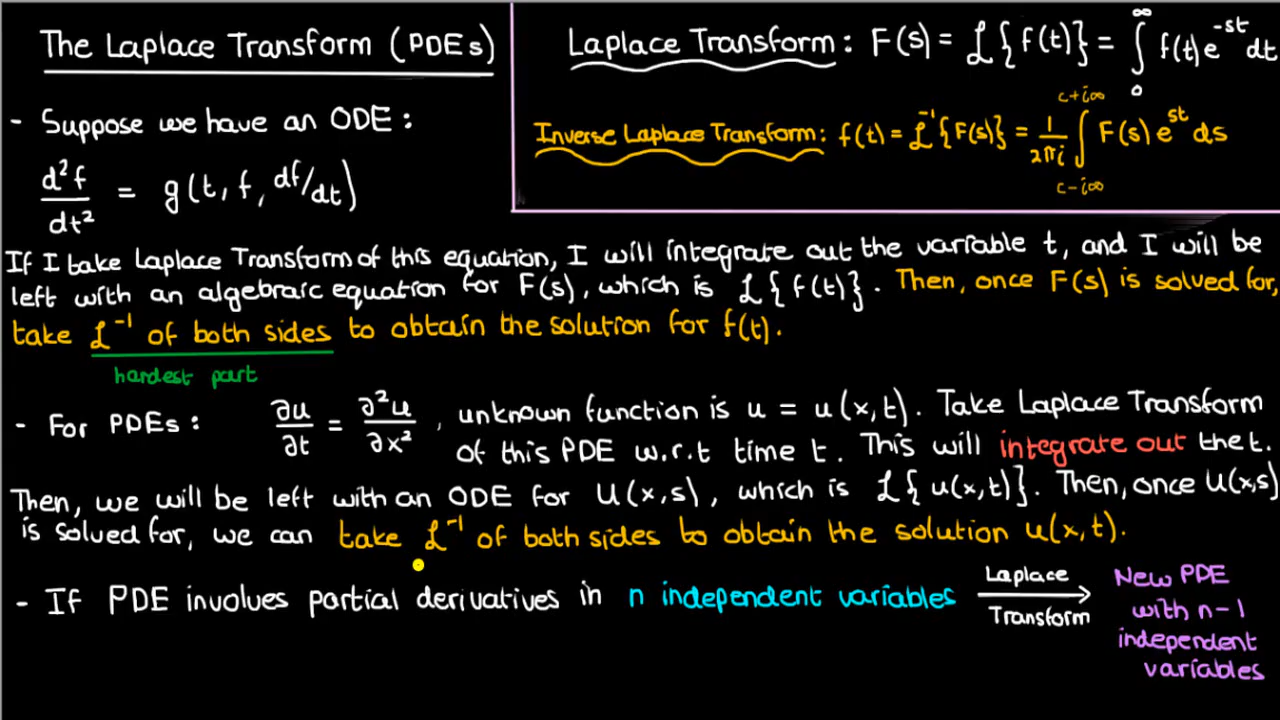 The Laplace Transform (PDEs)
Laplace Transform: F(s) = ℒ{f(t)} = ∫₀^∞ f(t) e^{-st} dt
Inverse Laplace Transform: f(t) = ℒ⁻¹{F(s)} = 1/(2πi) ∫_{c-i∞}^{c+i∞} F(s) e^{st} ds
- Suppose we have an ODE:
d²f/dt² = g(t, f, df/dt)
If I take Laplace Transform of this equation, I will integrate out the variable t, and I will be
left with an algebraic equation for F(s), which is ℒ{f(t)}. Then, once F(s) is solved for,
take ℒ⁻¹ of both sides to obtain the solution for f(t).
hardest part
- For PDEs: ∂u/∂t = ∂²u/∂x², unknown function is u = u(x,t). Take Laplace Transform
of this PDE w.r.t time t. This will integrate out the t.
Then, we will be left with an ODE for U(x,s), which is ℒ{u(x,t)}. Then, once U(x,s)
is solved for, we can take ℒ⁻¹ of both sides to obtain the solution u(x,t).
- If PDE involves partial derivatives in n independent variables
Laplace
Transform
New PDE
with n-1
independent
variables